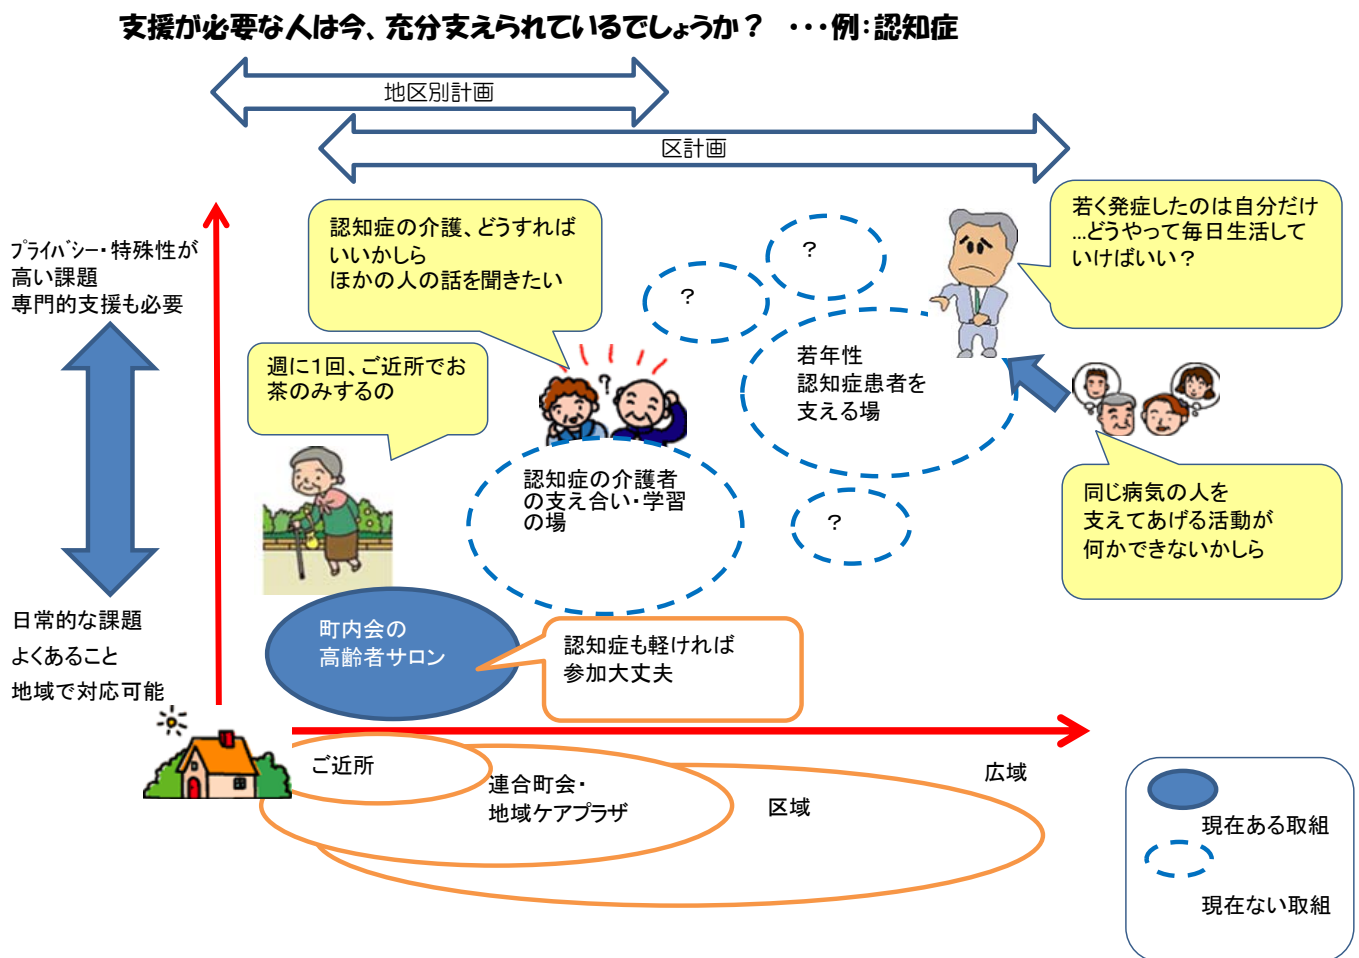 支援が必要な人は今、充分支えられているでしょうか？　・・・例：認知症
地区別計画
区計画
ﾌﾟﾗｲﾊﾞｼｰ・特殊性が
高い課題
専門的支援も必要
認知症の介護、どうすれば
いいかしら
ほかの人の話を聞きたい
？
？
若く発症したのは自分だけ
…どうやって毎日生活して
いけばいい？
週に１回、ご近所でお
茶のみするの
？
若年性
認知症患者を
支える場
認知症の介護者
の支え合い・学習
の場
？
同じ病気の人を
支えてあげる活動が
何かできないかしら
日常的な課題
よくあること
地域で対応可能
町内会の
高齢者サロン
認知症も軽ければ
参加大丈夫
ご近所
連合町会・
地域ケアプラザ
区域
広域
現在ある取組
現在ない取組